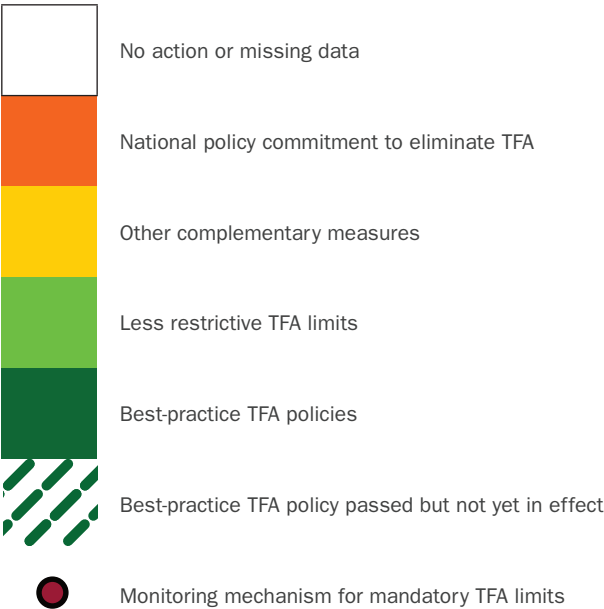 No action or missing data
National policy commitment to eliminate TFA
Other complementary measures
Less restrictive TFA limits
Best-practice TFA policies
Best-practice TFA policy passed but not yet in effect
Monitoring mechanism for mandatory TFA limits